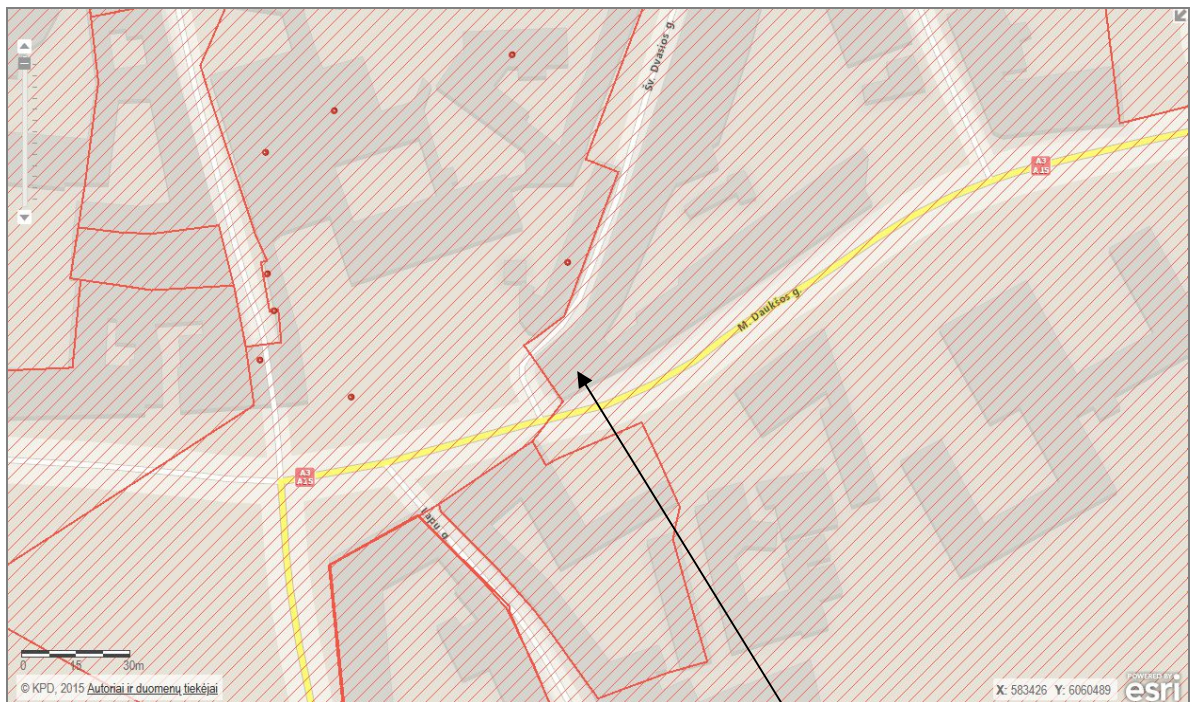 Šv. Dvasios g.
A3
A15
M. Daukšos g.
A3
A15
Lapų g.
0 15 30m
© KPD, 2015 Autoriai ir duomenų tiekėjai
X: 583426 Y: 6060489
POWERED BY
esri